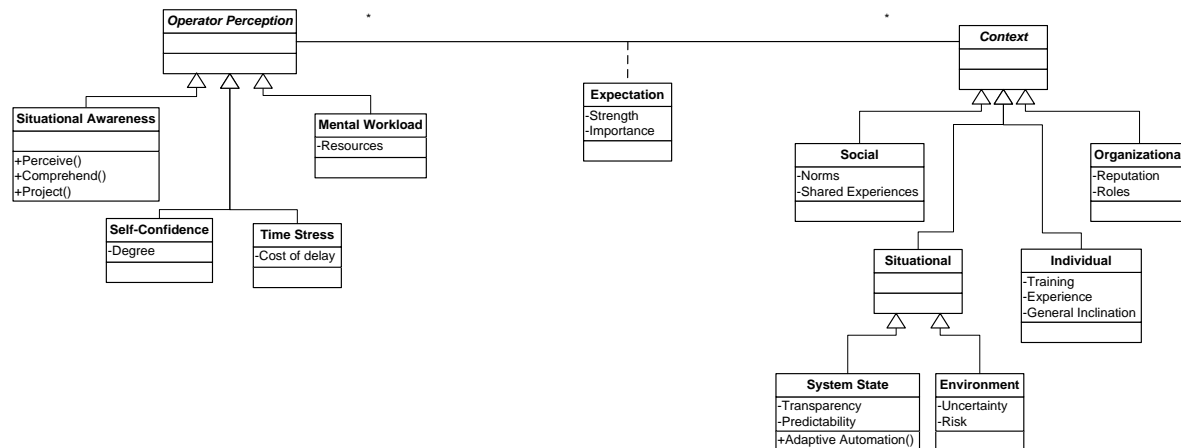 Operator Perception
*
*
Context
Expectation
-Strength
-Importance
Situational Awareness
+Perceive()
+Comprehend()
+Project()
Mental Workload
-Resources
Self-Confidence
-Degree
Time Stress
-Cost of delay
Social
-Norms
-Shared Experiences
Organizational
-Reputation
-Roles
Situational
Individual
-Training
-Experience
-General Inclination
System State
-Transparency
-Predictability
+Adaptive Automation()
Environment
-Uncertainty
-Risk